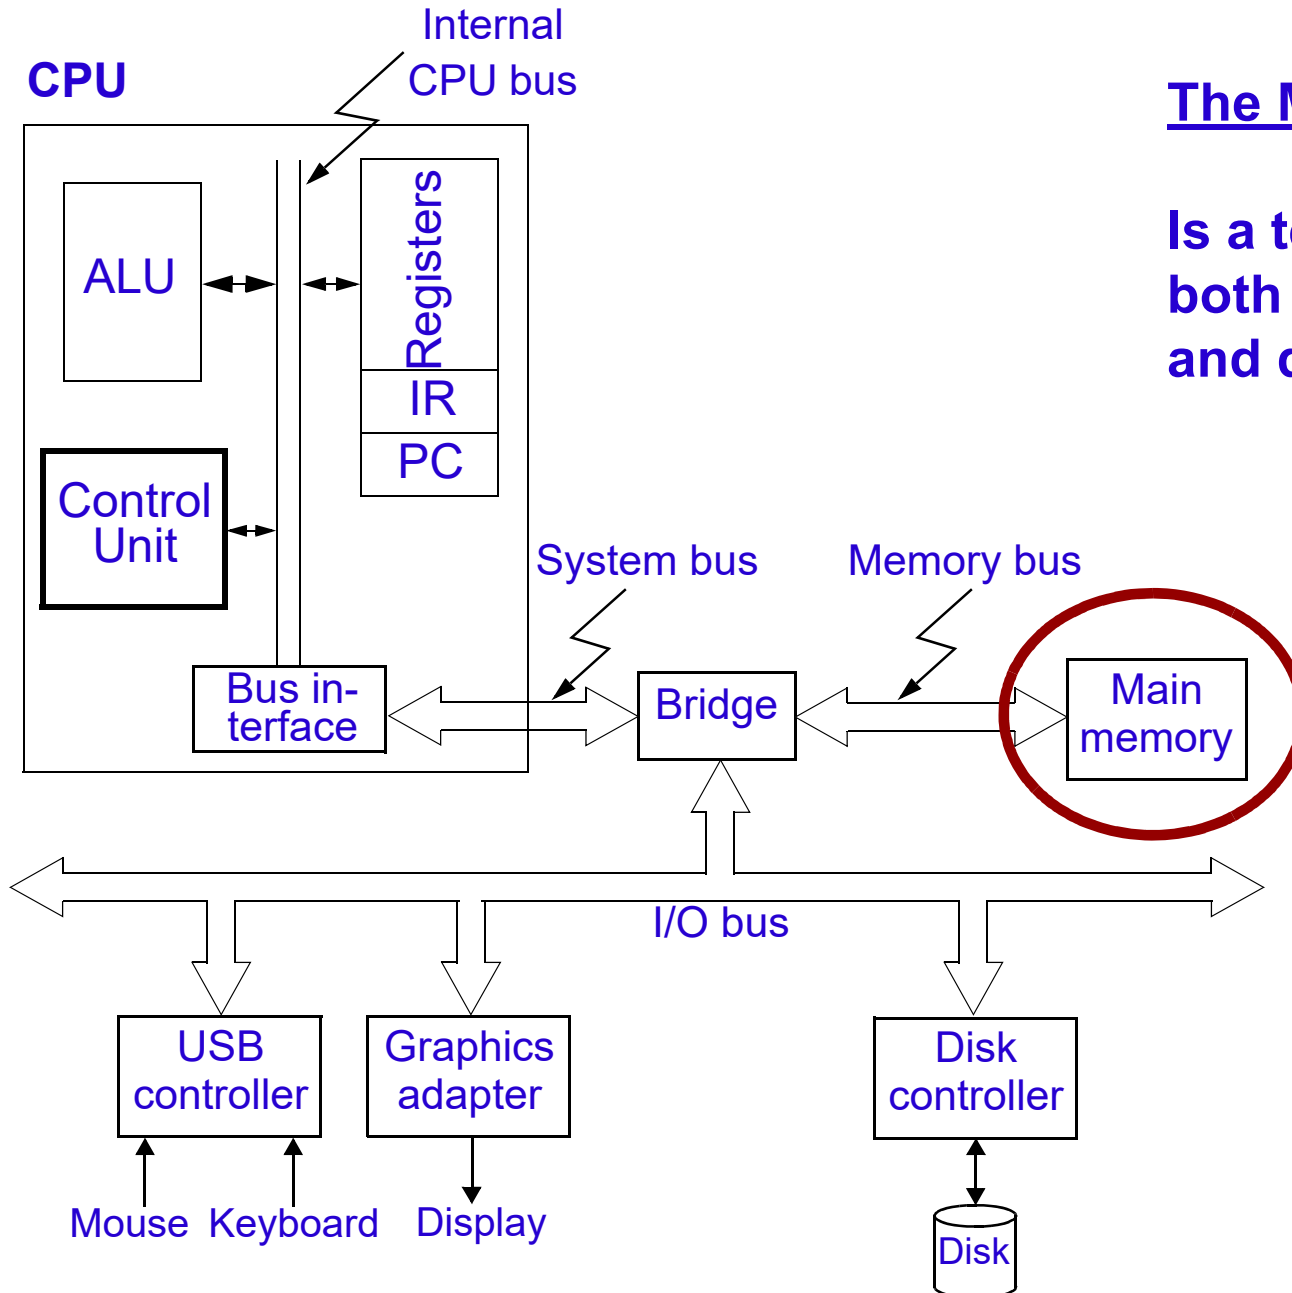 Internal
CPU bus
CPU
The
Is a
both
and
ALU
Registers
IR
PC
Control
Unit
System bus
Memory bus
Bus in-
terface
Bridge
Main
memory
I/O bus
USB
controller
Graphics
adapter
Disk
controller
Mouse
Keyboard
Display
Disk